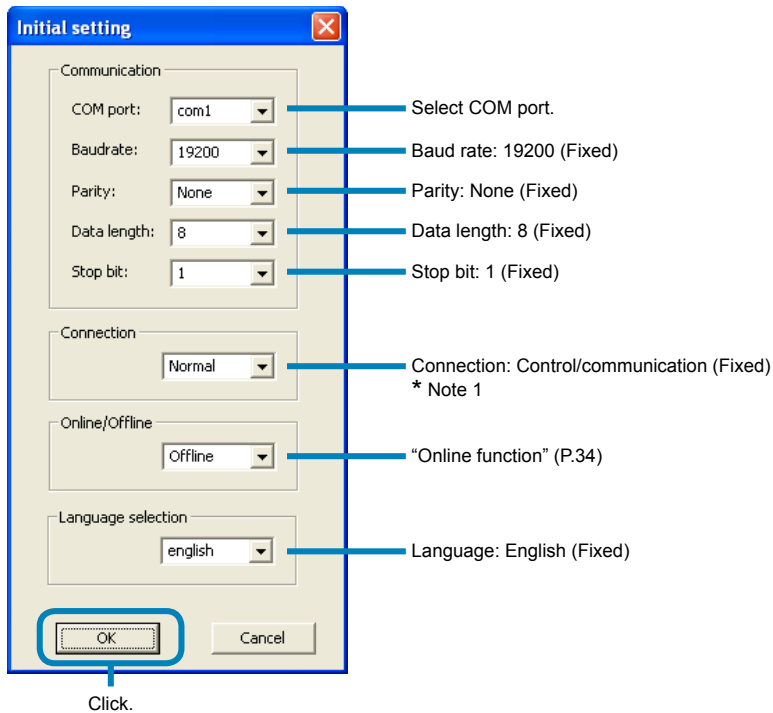 Initial setting
Communication
COM port: com1 Select COM port.
Baudrate: 19200 Baud rate: 19200 (Fixed)
Parity: None Parity: None (Fixed)
Data length: 8 Data length: 8 (Fixed)
Stop bit: 1 Stop bit: 1 (Fixed)
Connection
Normal Connection: Control/communication (Fixed)
* Note 1
Online/Offline
Offline “Online function” (P.34)
Language selection
english Language: English (Fixed)
OK Cancel
Click.